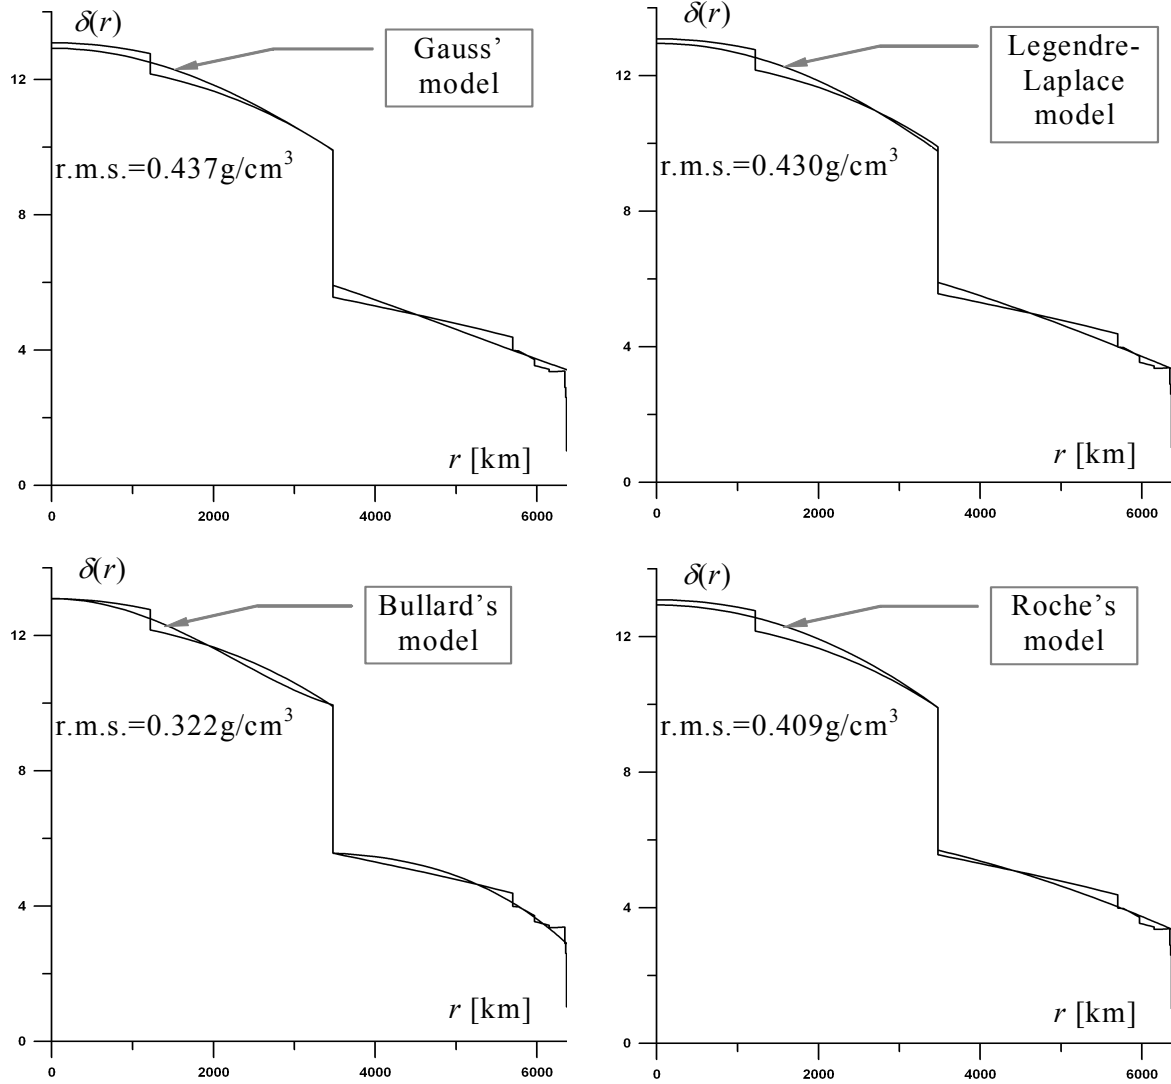 δ(r)
Gauss'
model
12
r.m.s.=0.437g/cm³
8
4
r [km]
0
0 2000 4000 6000
δ(r)
Legendre-
Laplace
model
12
r.m.s.=0.430g/cm³
8
4
r [km]
0
0 2000 4000 6000
δ(r)
Bullard's
model
12
r.m.s.=0.322g/cm³
8
4
r [km]
0
0 2000 4000 6000
δ(r)
Roche's
model
12
r.m.s.=0.409g/cm³
8
4
r [km]
0
0 2000 4000 6000